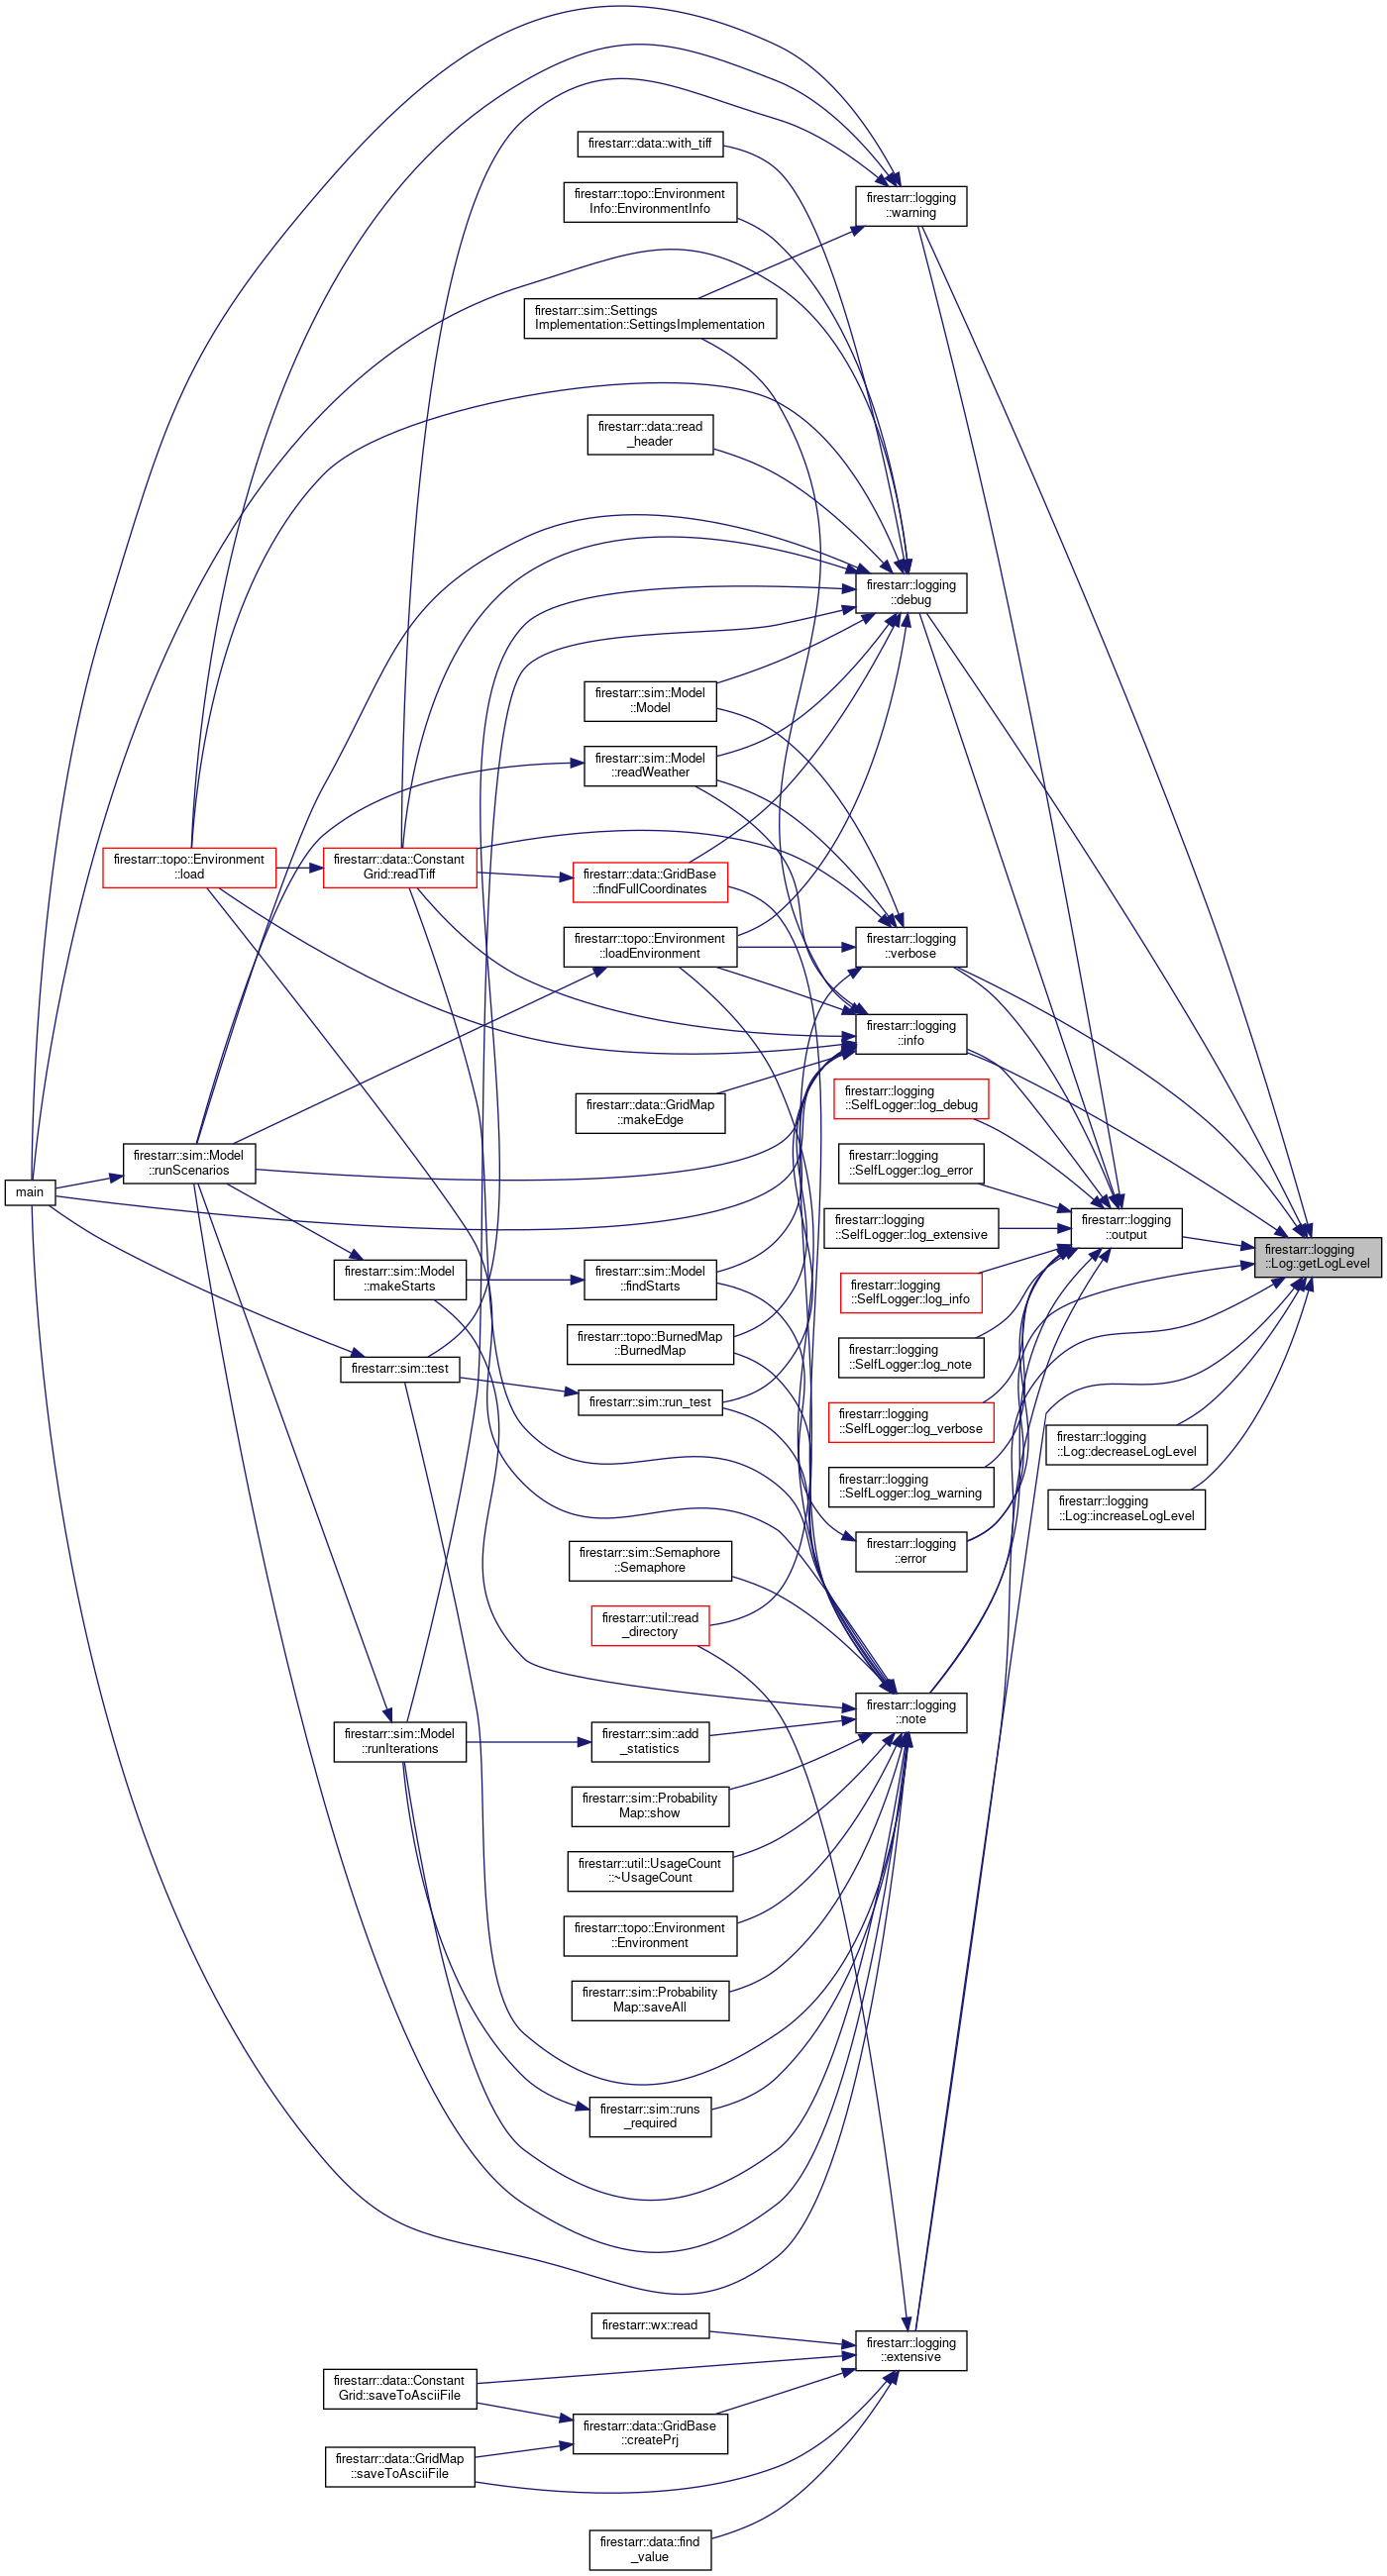 firestarr::data::with_tiff
firestarr::topo::Environment
Info::EnvironmentInfo
firestarr::logging
::warning
firestarr::sim::Settings
Implementation::SettingsImplementation
firestarr::data::read
_header
firestarr::logging
::debug
firestarr::sim::Model
::Model
firestarr::sim::Model
::readWeather
firestarr::topo::Environment
::load
firestarr::data::Constant
Grid::readTiff
firestarr::data::GridBase
::findFullCoordinates
firestarr::topo::Environment
::loadEnvironment
firestarr::logging
::verbose
firestarr::logging
::info
firestarr::logging
::SelfLogger::log_debug
firestarr::data::GridMap
::makeEdge
firestarr::sim::Model
::runScenarios
firestarr::logging
::SelfLogger::log_error
main
firestarr::logging
::SelfLogger::log_extensive
firestarr::logging
::output
firestarr::logging
::Log::getLogLevel
firestarr::sim::Model
::makeStarts
firestarr::sim::Model
::findStarts
firestarr::logging
::SelfLogger::log_info
firestarr::topo::BurnedMap
::BurnedMap
firestarr::logging
::SelfLogger::log_note
firestarr::sim::test
firestarr::sim::run_test
firestarr::logging
::SelfLogger::log_verbose
firestarr::logging
::Log::decreaseLogLevel
firestarr::logging
::SelfLogger::log_warning
firestarr::logging
::Log::increaseLogLevel
firestarr::sim::Semaphore
::Semaphore
firestarr::logging
::error
firestarr::util::read
_directory
firestarr::logging
::note
firestarr::sim::Model
::runIterations
firestarr::sim::add
_statistics
firestarr::sim::Probability
Map::show
firestarr::util::UsageCount
::~UsageCount
firestarr::topo::Environment
::Environment
firestarr::sim::Probability
Map::saveAll
firestarr::sim::runs
_required
firestarr::wx::read
firestarr::logging
::extensive
firestarr::data::Constant
Grid::saveToAsciiFile
firestarr::data::GridBase
::createPrj
firestarr::data::GridMap
::saveToAsciiFile
firestarr::data::find
_value